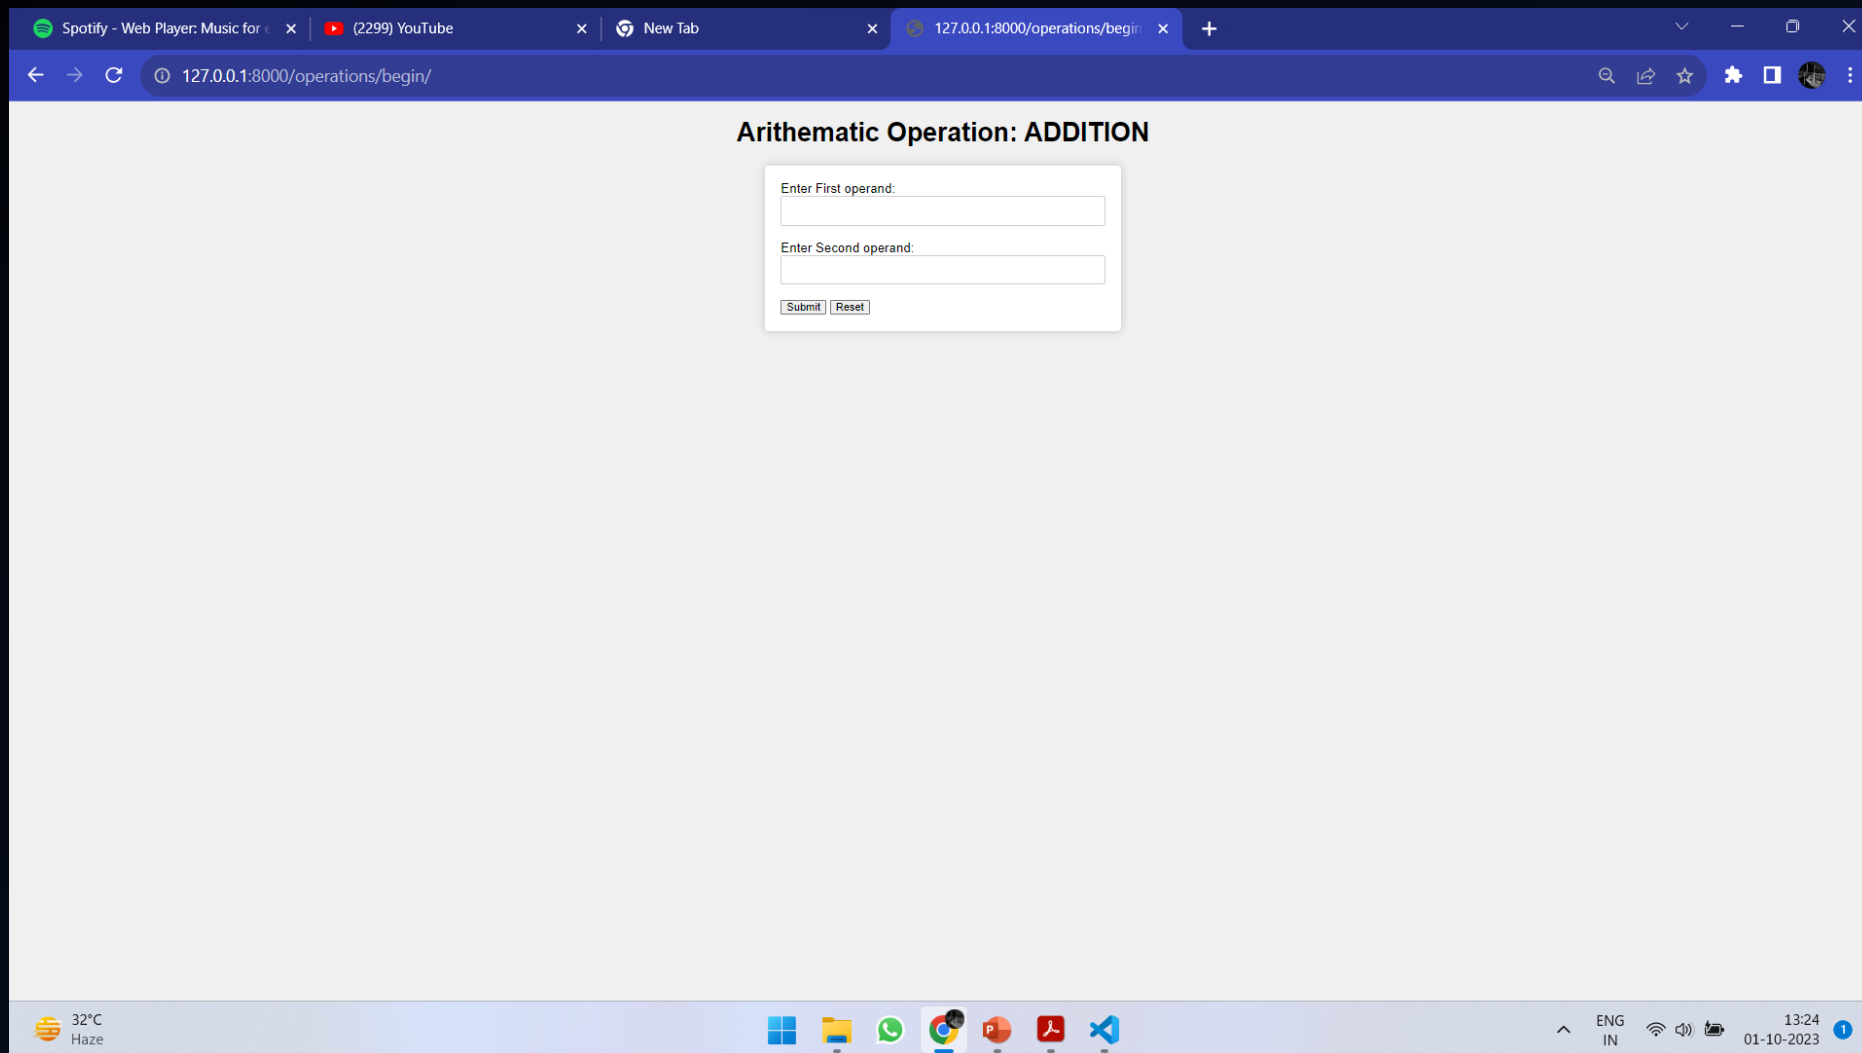 Spotify - Web Player: Music for e
(2299) YouTube
New Tab
127.0.0.1:8000/operations/begin
127.0.0.1:8000/operations/begin/
Arithematic Operation: ADDITION
Enter First operand:
Enter Second operand:
Submit Reset
32°C
Haze
ENG
IN
13:24
01-10-2023
1